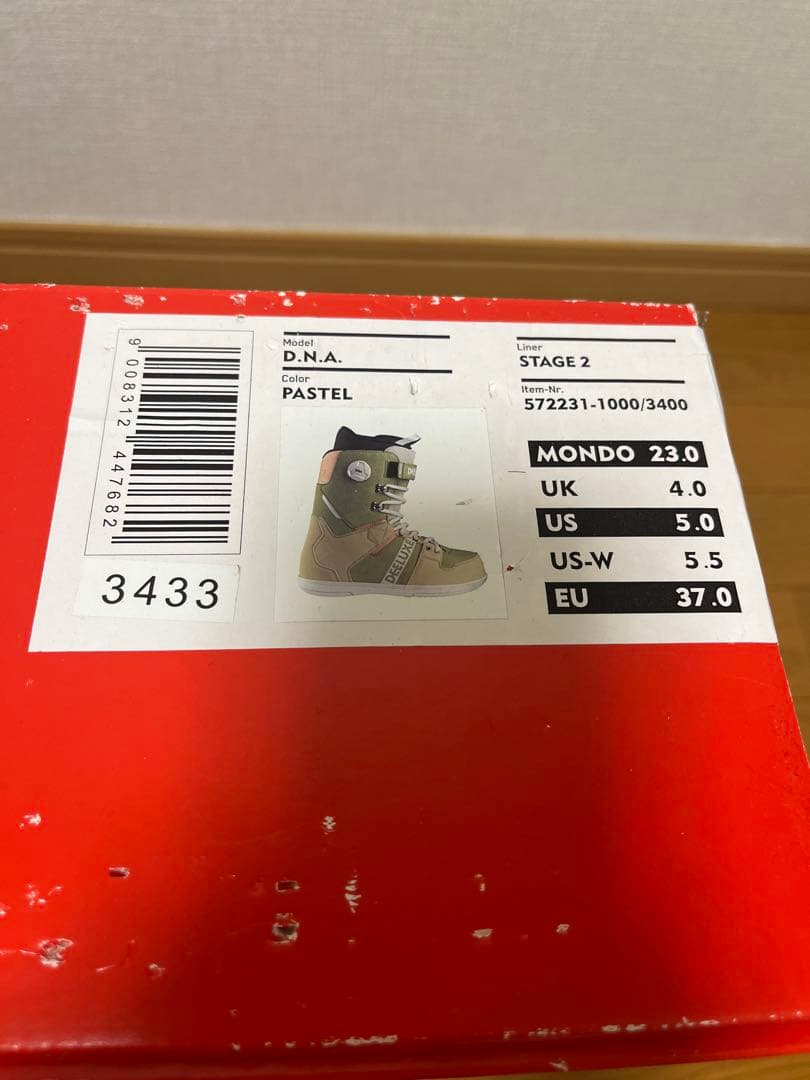 9 008312 447682
3433
Model
D.N.A.
Color
PASTEL
DEELUXE
Liner
STAGE 2
Item-Nr.
572231-1000/3400
MONDO 23.0
UK 4.0
US 5.0
US-W 5.5
EU 37.0